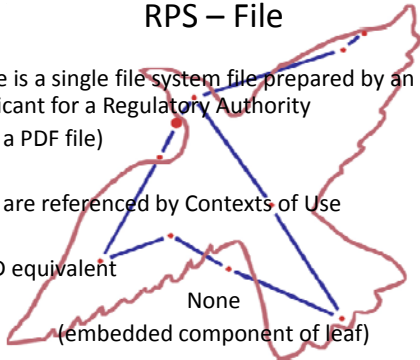 RPS – File
e is a single file system file prepared by an
icant for a Regulatory Authority
a PDF file)
are referenced by Contexts of Use
D equivalent
None
(embedded component of leaf)